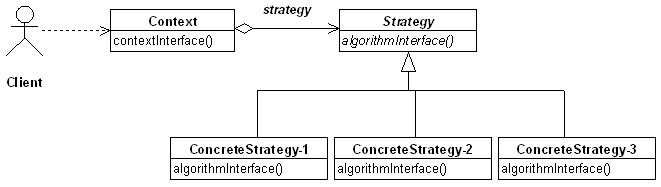 strategy
Context
contextInterface()
Strategy
algorithmInterface()
Client
ConcreteStrategy-1
algorithmInterface()
ConcreteStrategy-2
algorithmInterface()
ConcreteStrategy-3
algorithmInterface()